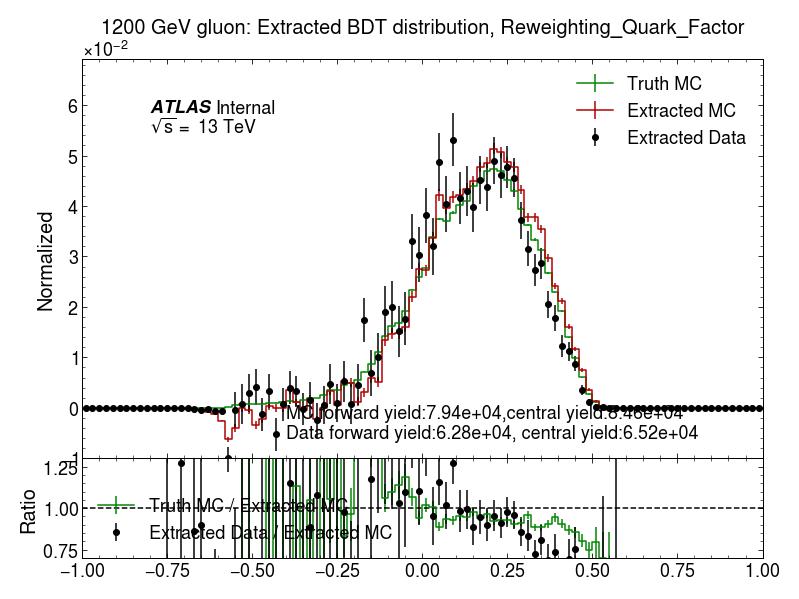 1200 GeV gluon: Extracted BDT distribution, Reweighting_Quark_Factor
×10⁻²
ATLAS Internal
√s = 13 TeV
Truth MC
Extracted MC
Extracted Data
Normalized
6
5
4
3
2
1
0
1
MC forward yield:7.94e+04,central yield:8.46e+04
Data forward yield:6.28e+04, central yield:6.52e+04
Ratio
1.25
1.00
0.75
Truth MC / Extracted MC
Extracted Data / Extracted MC
−1.00 −0.75 −0.50 −0.25 0.00 0.25 0.50 0.75 1.00